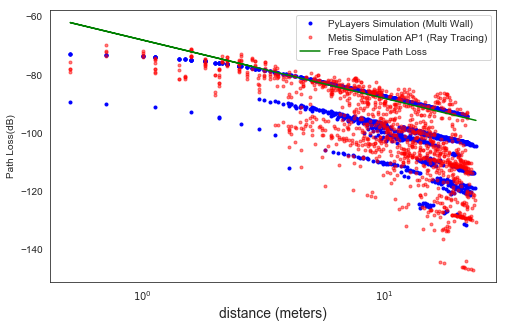 PyLayers Simulation (Multi Wall)
Metis Simulation AP1 (Ray Tracing)
Free Space Path Loss
−60
−80
−100
−120
−140
Path Loss(dB)
10⁰ 10¹
distance (meters)